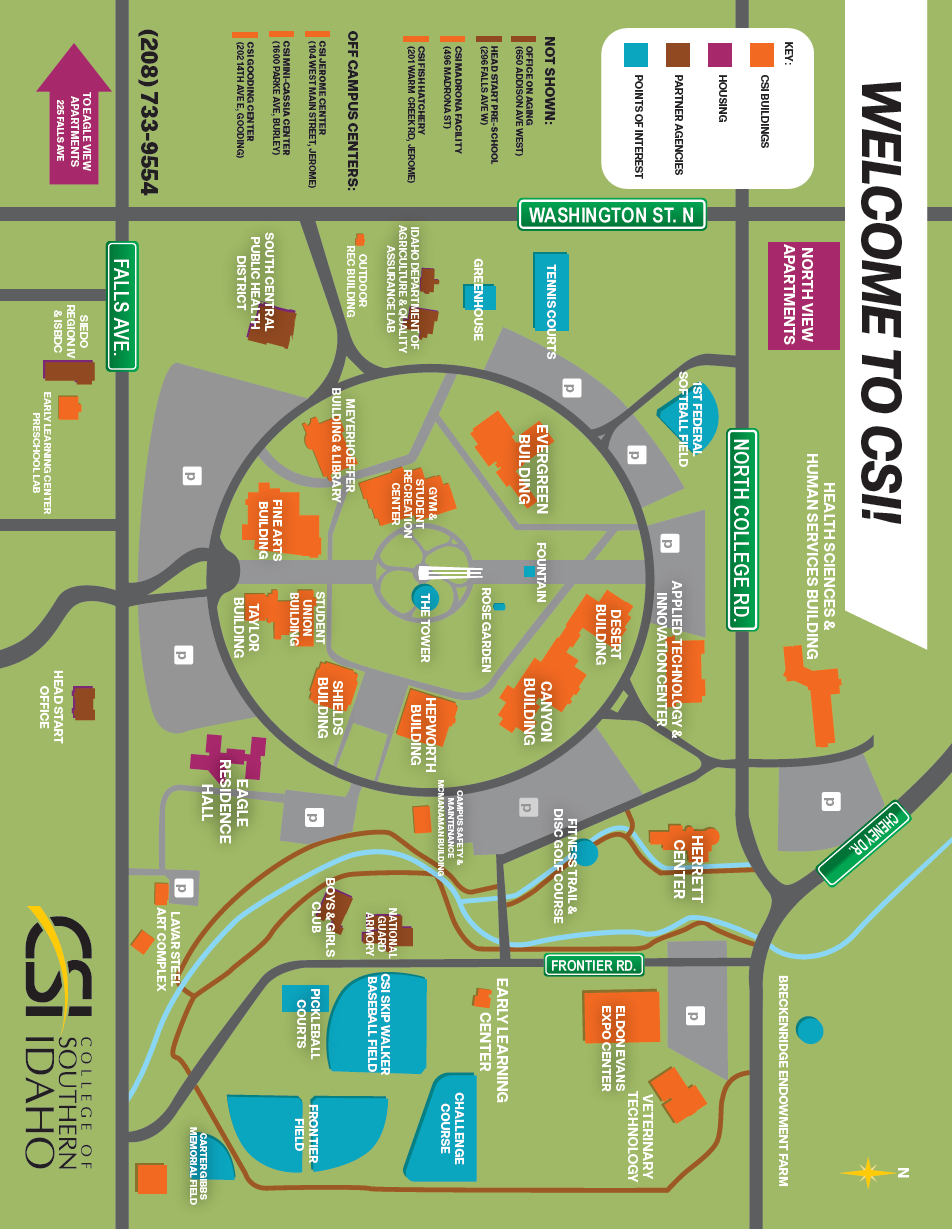 WELCOME TO CSI!
KEY:
CSI BUILDINGS
HOUSING
PARTNER AGENCIES
POINTS OF INTEREST
NOT SHOWN:
OFFICE ON AGING
(650 ADDISON AVE WEST)
HEAD START PRE-SCHOOL
(296 FALLS AVE W)
CSI MADRONA FACILITY
(496 MADRONA ST)
CSI FISH HATCHERY
(201 WARM CREEK RD, JEROME)
OFF CAMPUS CENTERS:
CSI JEROME CENTER
(104 WEST MAIN STREET, JEROME)
CSI MINI-CASSIA CENTER
(1600 PARKE AVE, BURLEY)
CSI GOODING CENTER
(202 14TH AVE E, GOODING)
(208) 733-9554
TO EAGLE VIEW
APARTMENTS
225 FALLS AVE
WASHINGTON ST. N
NORTH VIEW
APARTMENTS
NORTH COLLEGE RD.
HEALTH SCIENCES &
HUMAN SERVICES BUILDING
CHENEY DR.
BRECKENRIDGE ENDOWMENT FARM
N
TENNIS COURTS
GREENHOUSE
IDAHO DEPARTMENT OF
AGRICULTURE & QUALITY
ASSURANCE LAB
OUTDOOR
REC BUILDING
SOUTH CENTRAL
PUBLIC HEALTH
DISTRICT
1ST FEDERAL
SOFTBALL FIELD
P
P
P
P
P
P
P
P
P
P
EVERGREEN
BUILDING
GYM &
STUDENT
RECREATION
CENTER
MEYERHOEFFER
BUILDING & LIBRARY
FINE ARTS
BUILDING
FOUNTAIN
ROSE GARDEN
THE TOWER
STUDENT
UNION
BUILDING
TAYLOR
BUILDING
DESERT
BUILDING
CANYON
BUILDING
HEPWORTH
BUILDING
SHIELDS
BUILDING
APPLIED TECHNOLOGY &
INNOVATION CENTER
HERRETT
CENTER
FITNESS TRAIL &
DISC GOLF COURSE
CAMPUS SAFETY &
MAINTENANCE
MCMANAMAN BUILDING
EAGLE
RESIDENCE
HALL
NATIONAL
GUARD
ARMORY
BOYS & GIRLS
CLUB
LAVAR STEEL
ART COMPLEX
FRONTIER RD.
ELDON EVANS
EXPO CENTER
VETERINARY
TECHNOLOGY
EARLY LEARNING
CENTER
CSI SKIP WALKER
BASEBALL FIELD
PICKLEBALL
COURTS
CHALLENGE
COURSE
FRONTIER
FIELD
CARTER GIBBS
MEMORIAL FIELD
FALLS AVE.
SIEDO
REGION IV
& ISBDC
EARLY LEARNING CENTER
PRESCHOOL LAB
HEAD START
OFFICE
CSI
COLLEGE OF
SOUTHERN
IDAHO